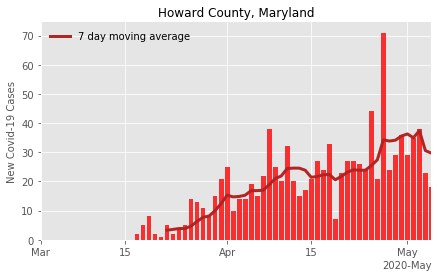 Howard County, Maryland
7 day moving average
New Covid-19 Cases
70
60
50
40
30
20
10
0
Mar 15 Apr 15 May
2020-May